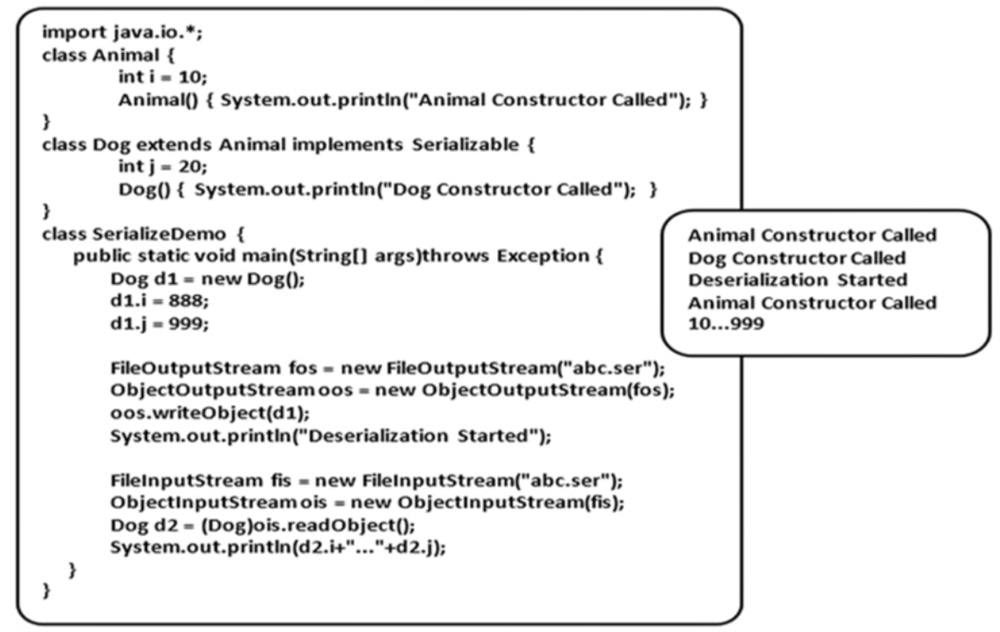 import java.io.*;
class Animal {
int i = 10;
Animal() { System.out.println("Animal Constructor Called"); }
}
class Dog extends Animal implements Serializable {
int j = 20;
Dog() { System.out.println("Dog Constructor Called"); }
}
class SerializeDemo {
public static void main(String[] args)throws Exception {
Dog d1 = new Dog();
d1.i = 888;
d1.j = 999;
FileOutputStream fos = new FileOutputStream("abc.ser");
ObjectOutputStream oos = new ObjectOutputStream(fos);
oos.writeObject(d1);
System.out.println("Deserialization Started");
FileInputStream fis = new FileInputStream("abc.ser");
ObjectInputStream ois = new ObjectInputStream(fis);
Dog d2 = (Dog)ois.readObject();
System.out.println(d2.i+"..."+d2.j);
}
}
Animal Constructor Called
Dog Constructor Called
Deserialization Started
Animal Constructor Called
10...999